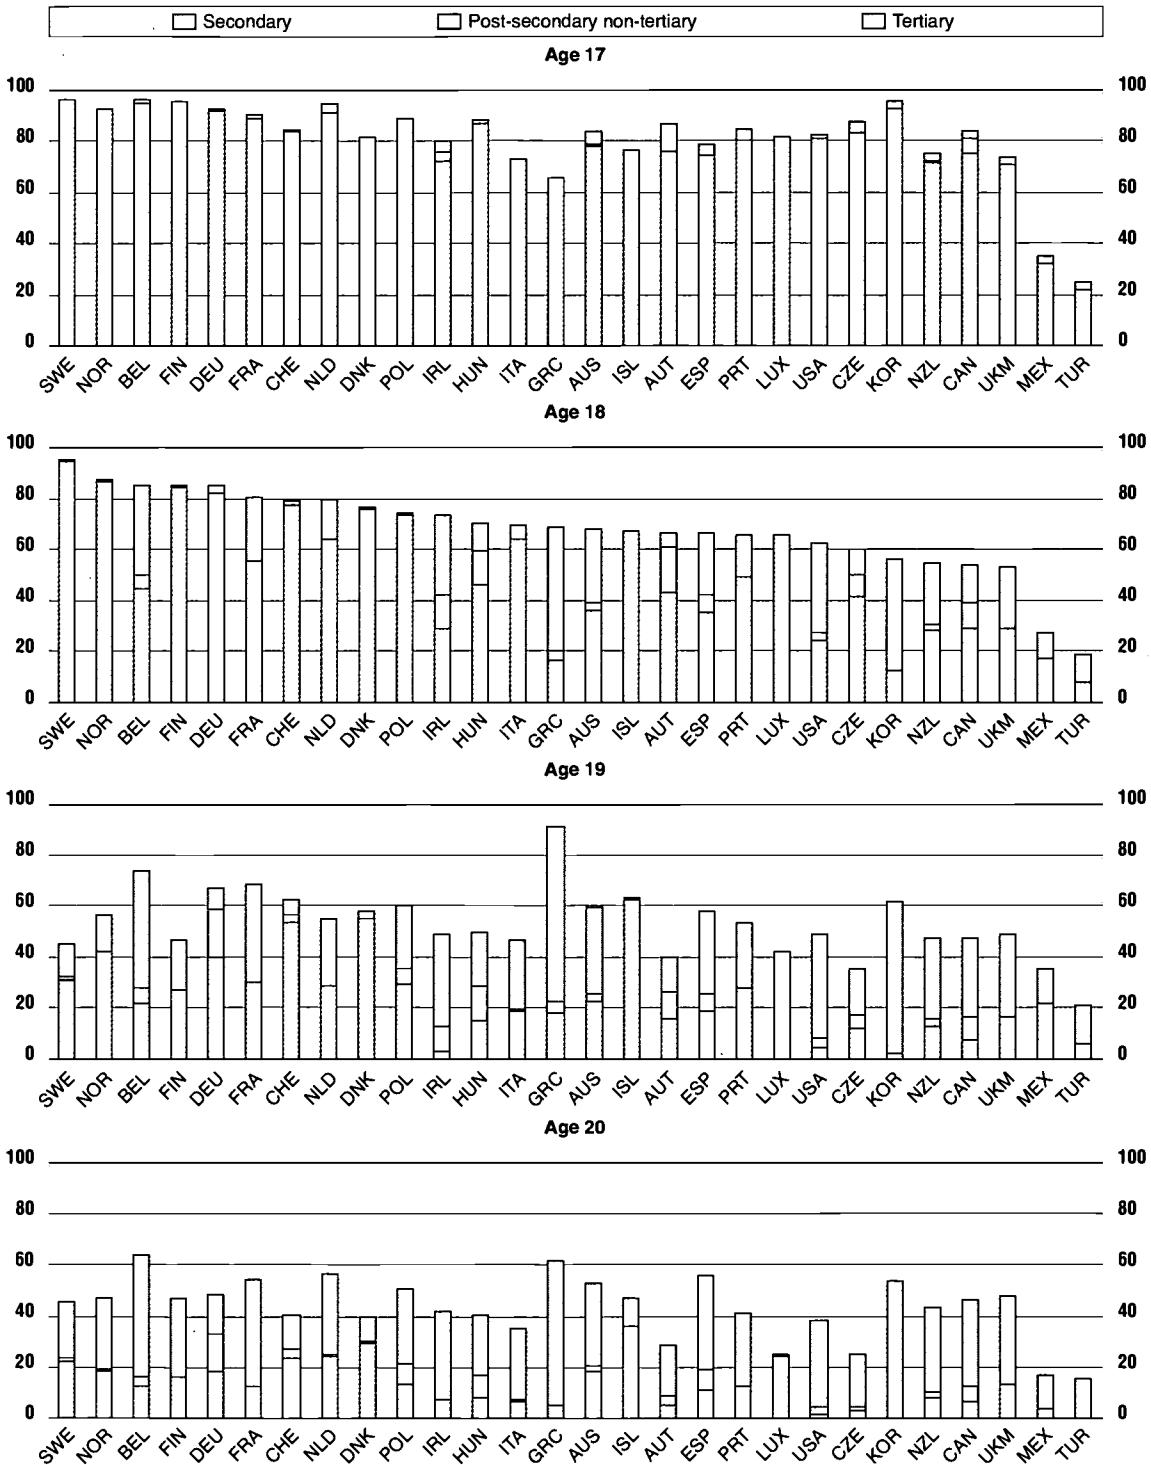 Secondary Post-secondary non-tertiary Tertiary
Age 17
100 100
80 80
60 60
40 40
20 20
0 0
SWE NOR BEL FIN DEU FRA CHE NLD DNK POL IRL HUN ITA GRC AUS ISL AUT ESP PRT LUX USA CZE KOR NZL CAN UKM MEX TUR
Age 18
100 100
80 80
60 60
40 40
20 20
0 0
SWE NOR BEL FIN DEU FRA CHE NLD DNK POL IRL HUN ITA GRC AUS ISL AUT ESP PRT LUX USA CZE KOR NZL CAN UKM MEX TUR
Age 19
100 100
80 80
60 60
40 40
20 20
0 0
SWE NOR BEL FIN DEU FRA CHE NLD DNK POL IRL HUN ITA GRC AUS ISL AUT ESP PRT LUX USA CZE KOR NZL CAN UKM MEX TUR
Age 20
100 100
80 80
60 60
40 40
20 20
0 0
SWE NOR BEL FIN DEU FRA CHE NLD DNK POL IRL HUN ITA GRC AUS ISL AUT ESP PRT LUX USA CZE KOR NZL CAN UKM MEX TUR